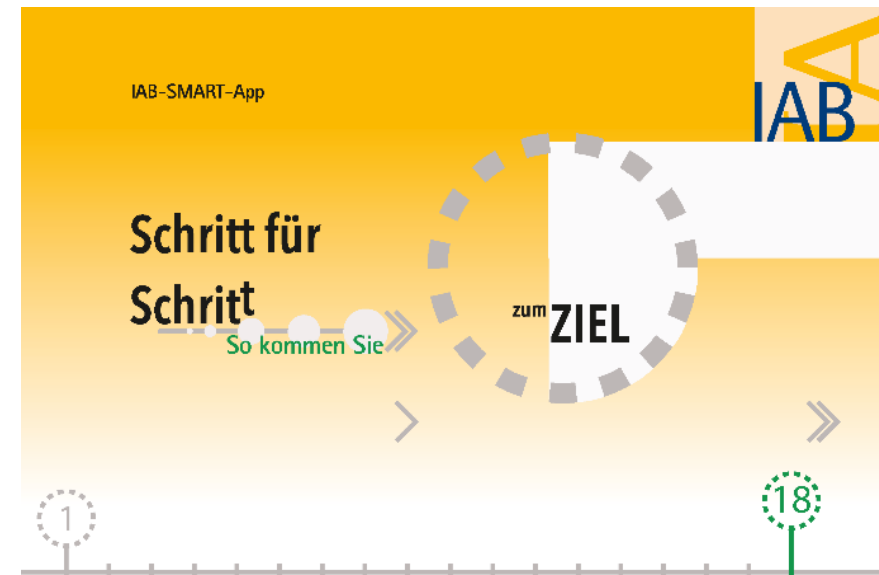 IAB-SMART-App
IAB
Schritt für
Schritt
So kommen Sie
zum ZIEL
1
18